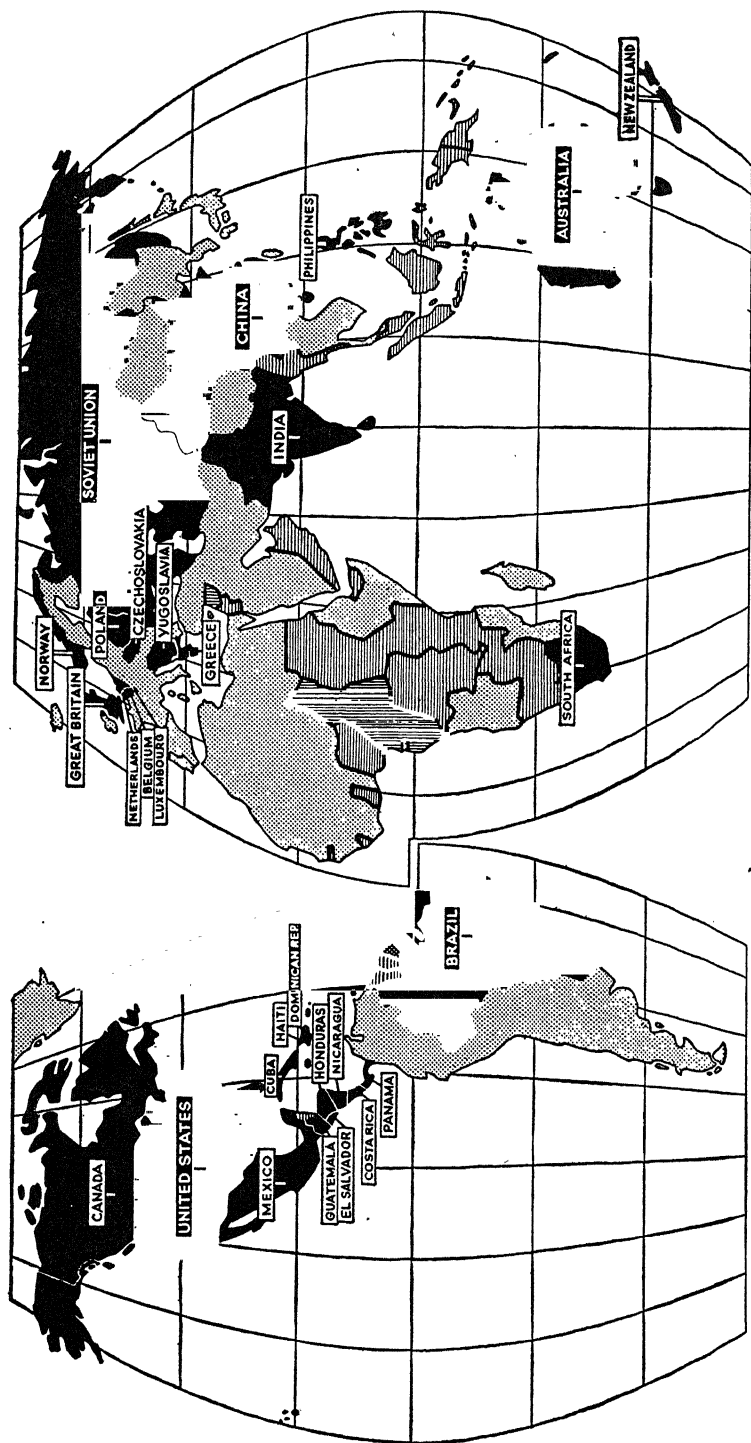 CANADA
UNITED STATES
MEXICO
CUBA
HAITI
DOMINICAN REP
HONDURAS
NICARAGUA
GUATEMALA
EL SALVADOR
COSTA RICA
PANAMA
BRAZIL
NORWAY
GREAT BRITAIN
NETHERLANDS
BELGIUM
LUXEMBOURG
POLAND
CZECHOSLOVAKIA
YUGOSLAVIA
GREECE
SOVIET UNION
CHINA
INDIA
PHILIPPINES
AUSTRALIA
NEW ZEALAND
SOUTH AFRICA